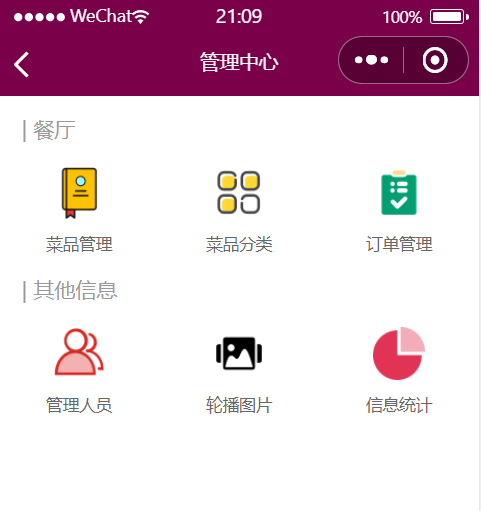 WeChat 21:09 100%
管理中心
| 餐厅
菜品管理 菜品分类 订单管理
| 其他信息
管理人员 轮播图片 信息统计